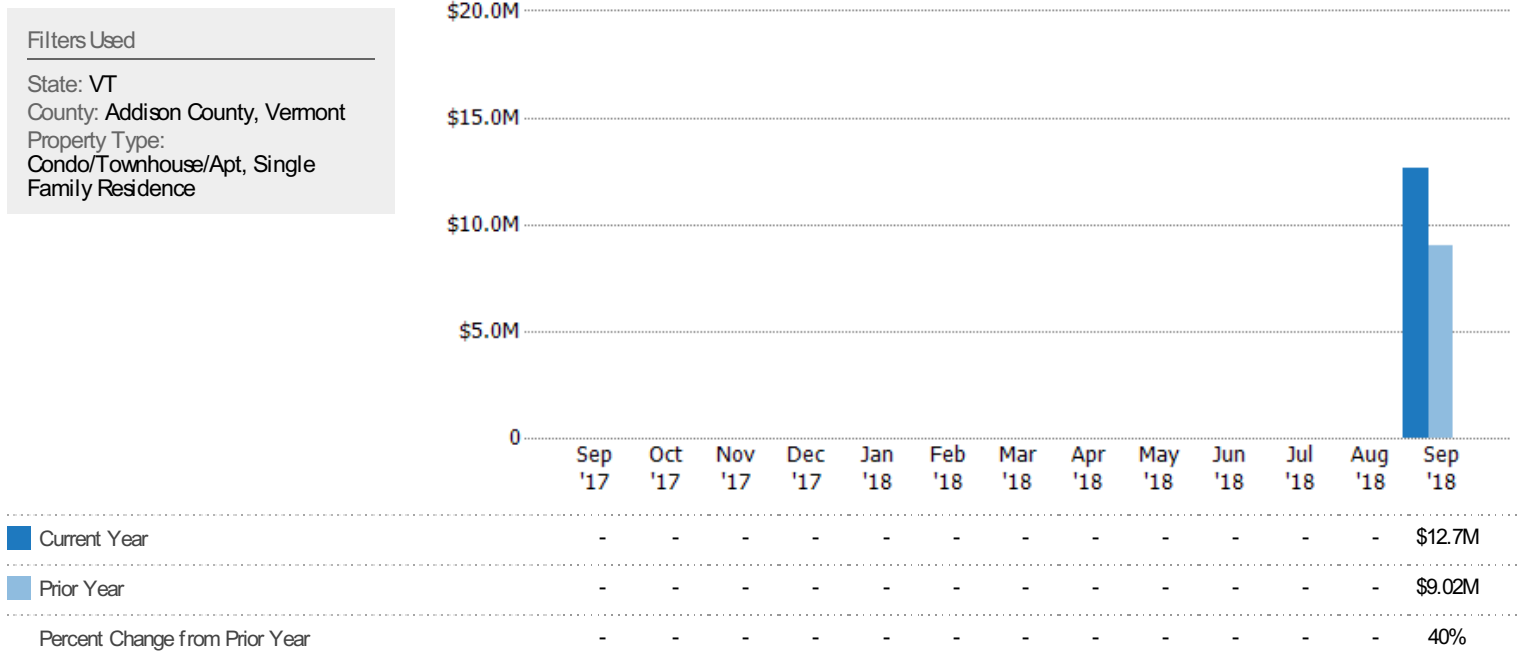 Filters Used
State: VT
County: Addison County, Vermont
Property Type:
Condo/Townhouse/Apt, Single
Family Residence
$20.0M
$15.0M
$10.0M
$5.0M
0
Sep Oct Nov Dec Jan Feb Mar Apr May Jun Jul Aug Sep
'17 '17 '17 '17 '18 '18 '18 '18 '18 '18 '18 '18 '18
Current Year - - - - - - - - - - - - $12.7M
Prior Year - - - - - - - - - - - - $9.02M
Percent Change from Prior Year - - - - - - - - - - - - 40%